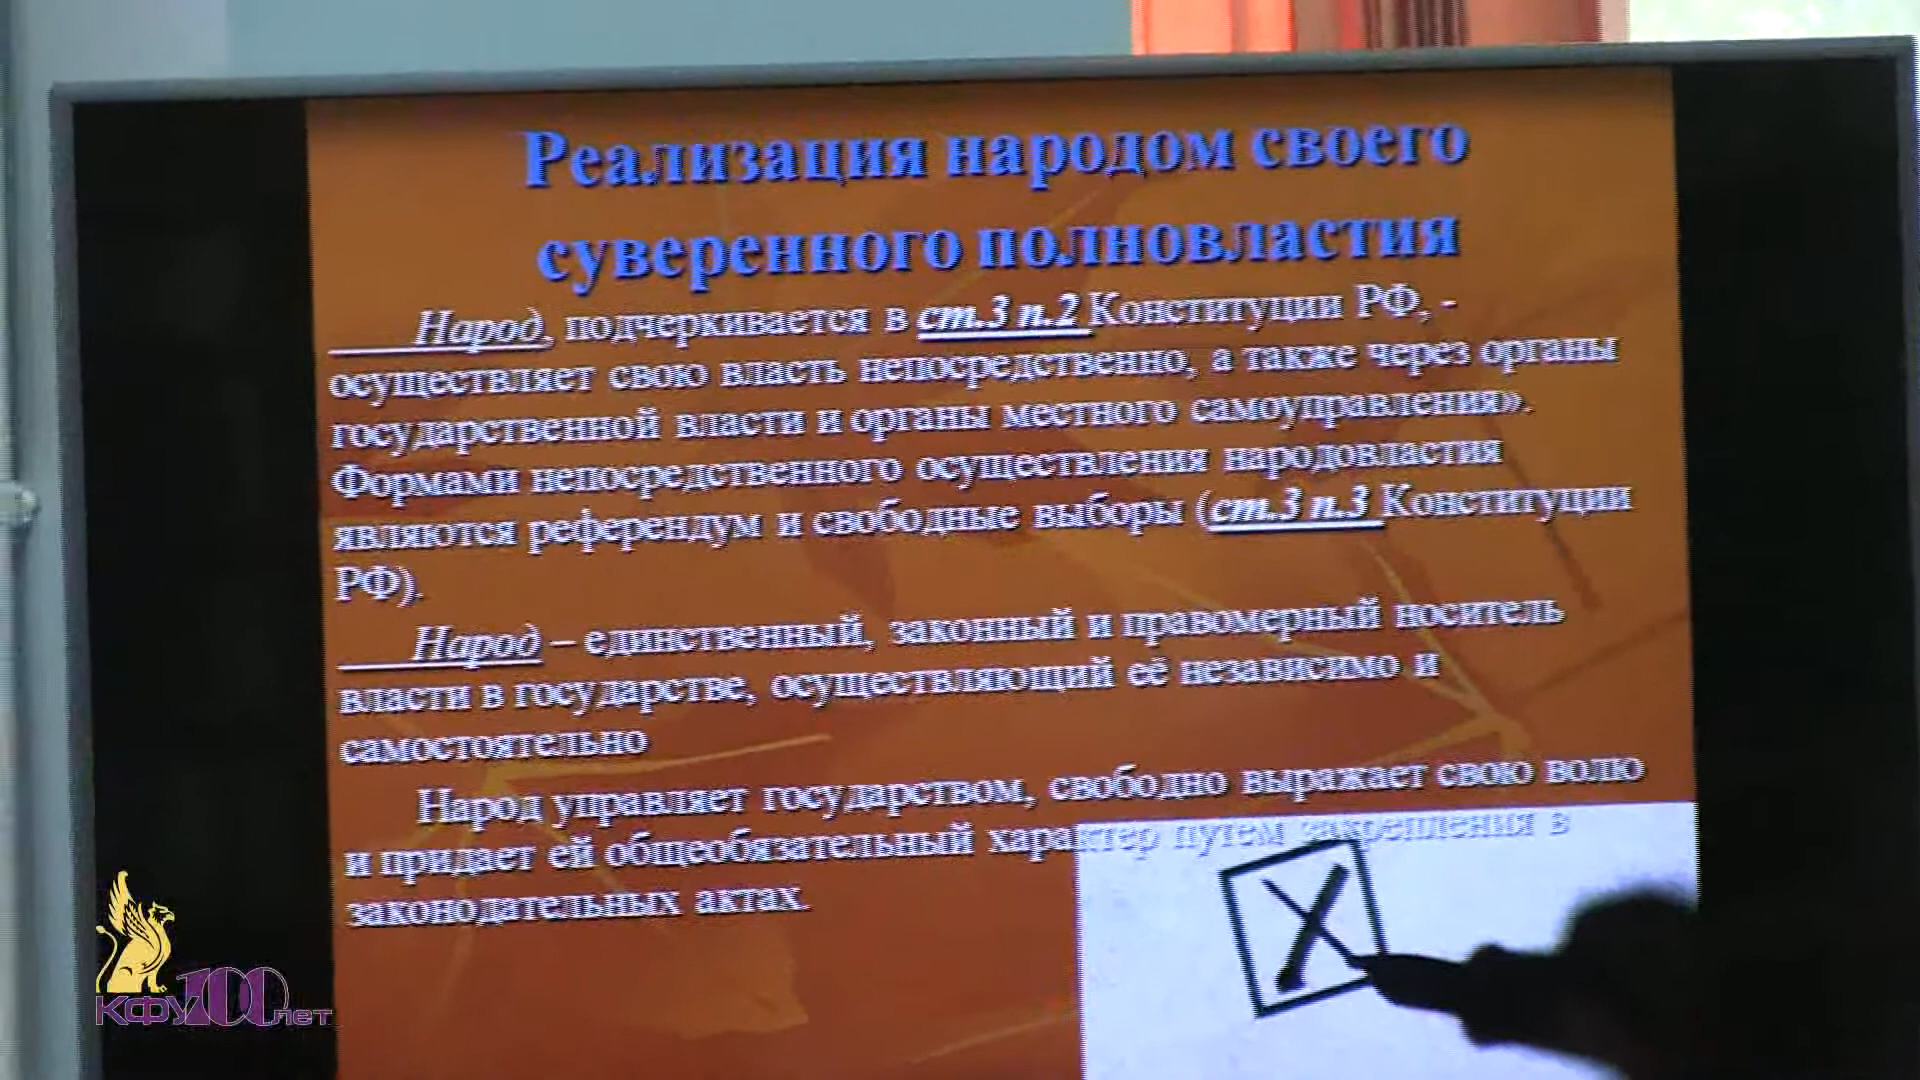 Реализация народом своего
суверенного полновластия
Народ, подчеркивается в ст.3 п.2 Конституции РФ, -
осуществляет свою власть непосредственно, а также через органы
государственной власти и органы местного самоуправления».
Формами непосредственного осуществления народовластия
являются референдум и свободные выборы (ст.3 п.3 Конституции
РФ).
Народ – единственный, законный и правомерный носитель
власти в государстве, осуществляющий её независимо и
самостоятельно
Народ управляет государством, свободно выражает свою волю
и придает ей общеобязательный характер путем закрепления в
законодательных актах.
КФУ 100 лет